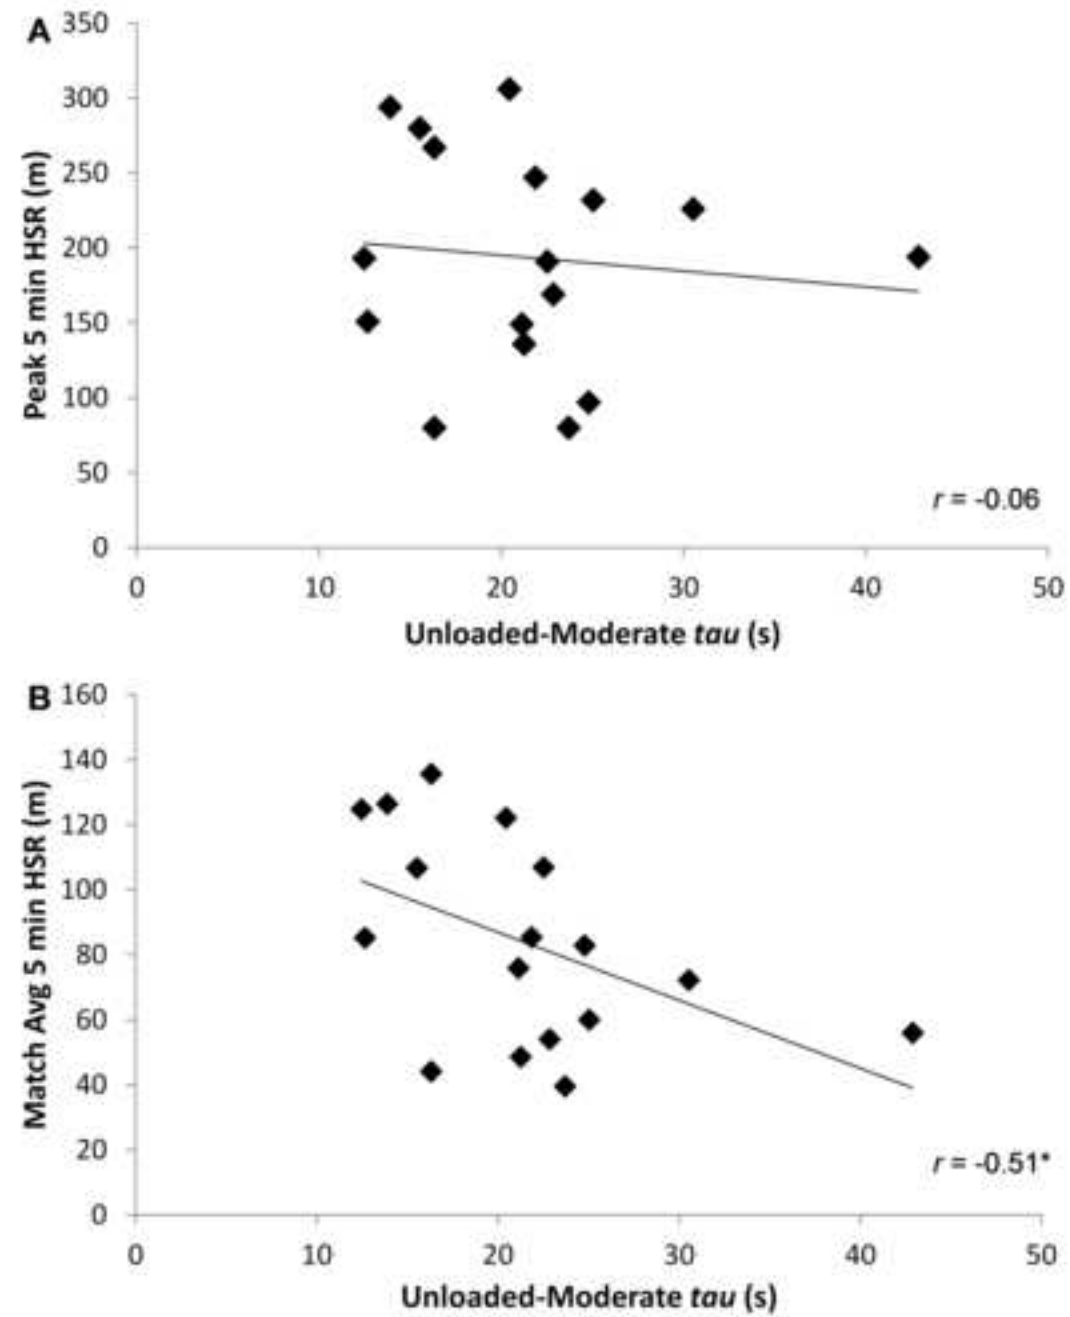 A
350
300
250
200
150
100
50
0
Peak 5 min HSR (m)
r = -0.06
0 10 20 30 40 50
Unloaded-Moderate tau (s)
B
160
140
120
100
80
60
40
20
0
Match Avg 5 min HSR (m)
r = -0.51*
0 10 20 30 40 50
Unloaded-Moderate tau (s)